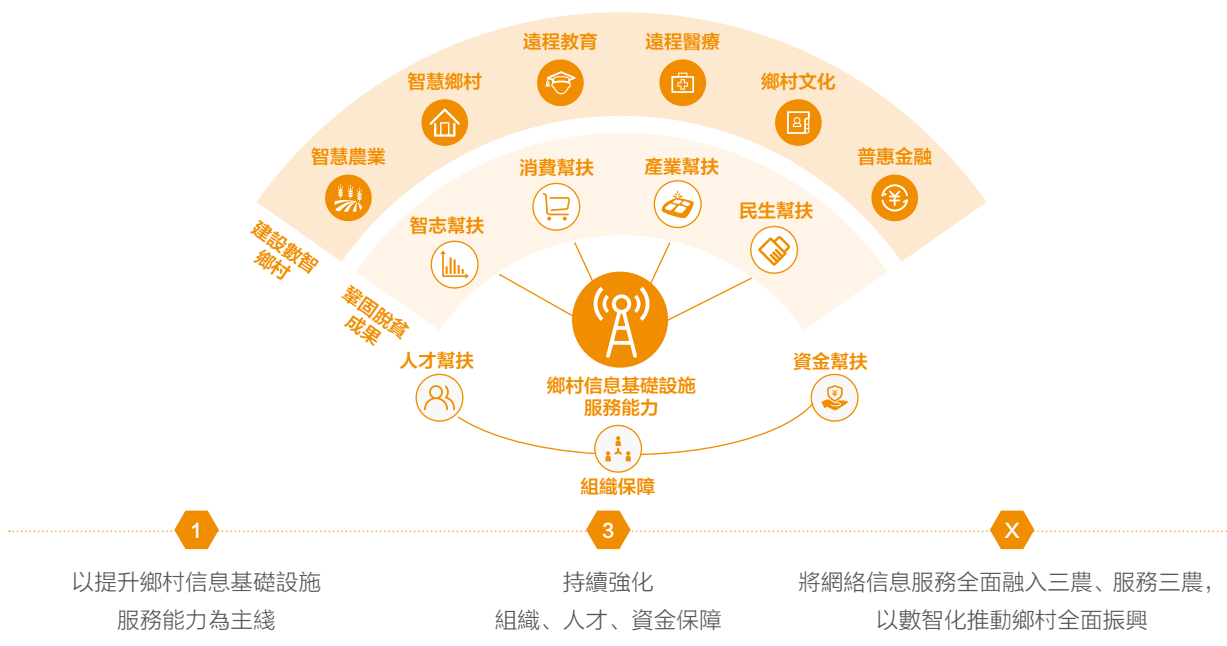 遠程教育
遠程醫療
智慧鄉村
鄉村文化
智慧農業
普惠金融
消費幫扶
產業幫扶
智志幫扶
民生幫扶
建設數智
鄉村
鞏固脫貧
成果
人才幫扶
資金幫扶
鄉村信息基礎設施
服務能力
組織保障
1
3
X
以提升鄉村信息基礎設施
服務能力為主綫
持續強化
組織、人才、資金保障
將網絡信息服務全面融入三農、服務三農，
以數智化推動鄉村全面振興